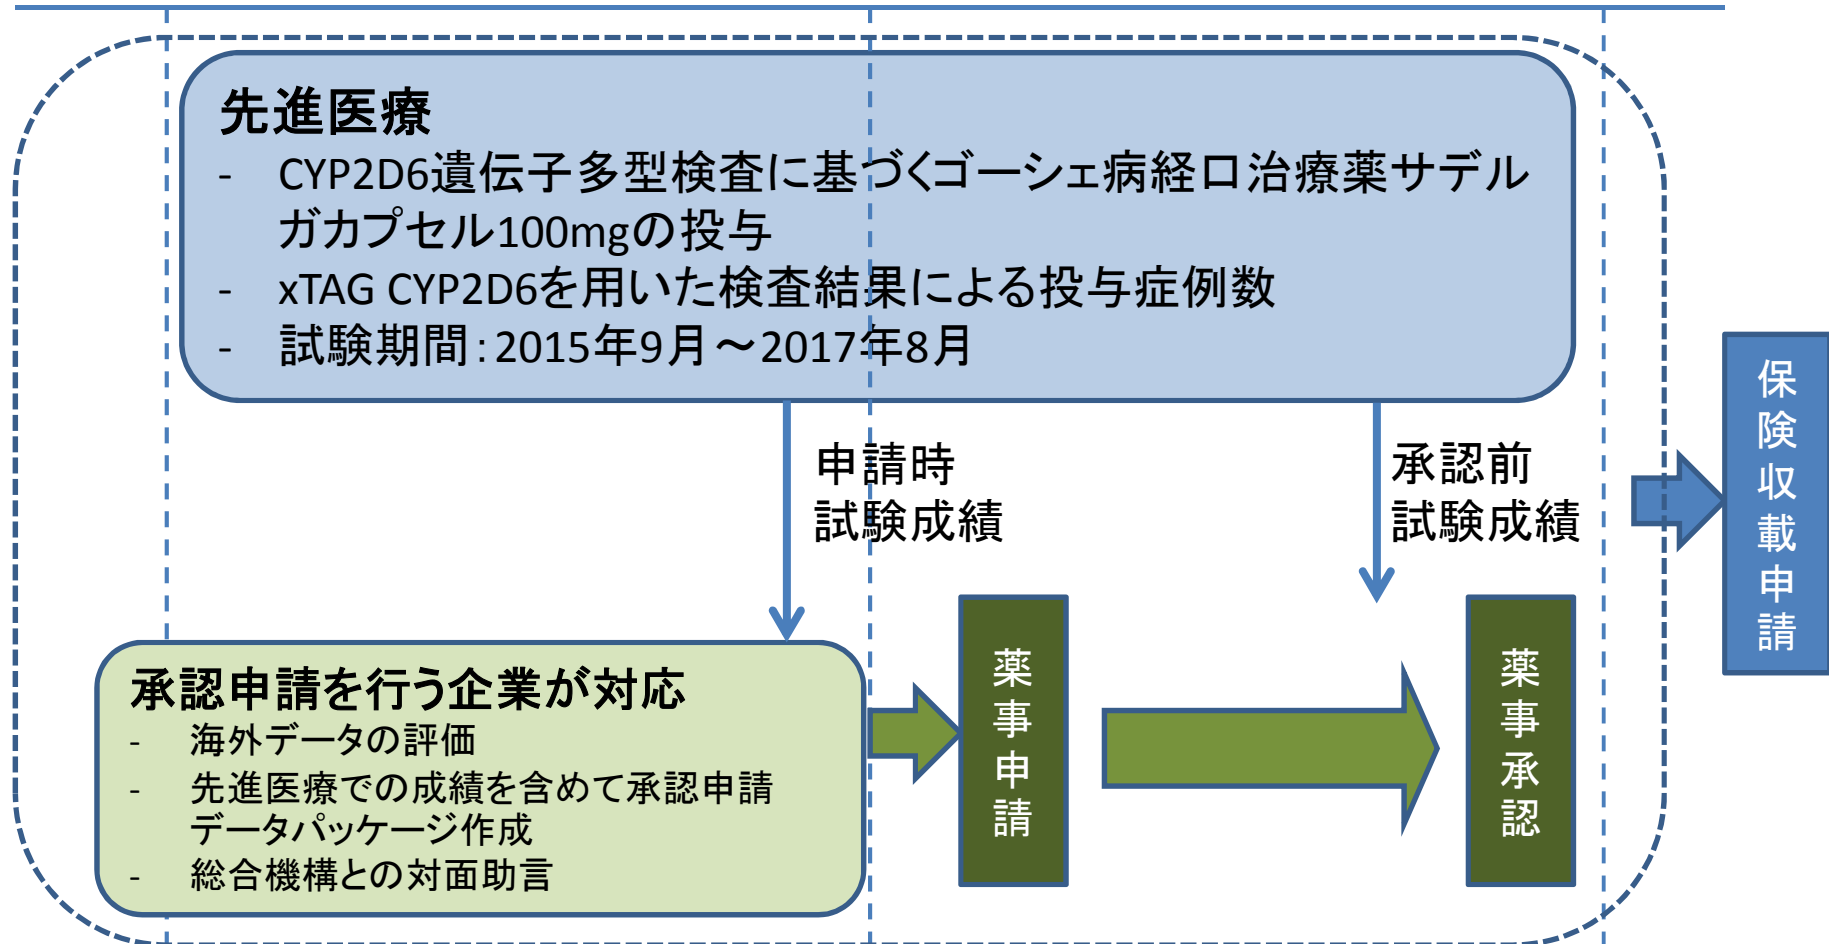 先進医療
- CYP2D6遺伝子多型検査に基づくゴーシェ病経口治療薬サデル
ガカプセル100mgの投与
- xTAG CYP2D6を用いた検査結果による投与症例数
- 試験期間：2015年9月～2017年8月
申請時
試験成績
承認前
試験成績
保険収載申請
承認申請を行う企業が対応
- 海外データの評価
- 先進医療での成績を含めて承認申請
データパッケージ作成
- 総合機構との対面助言
薬事申請
薬事承認